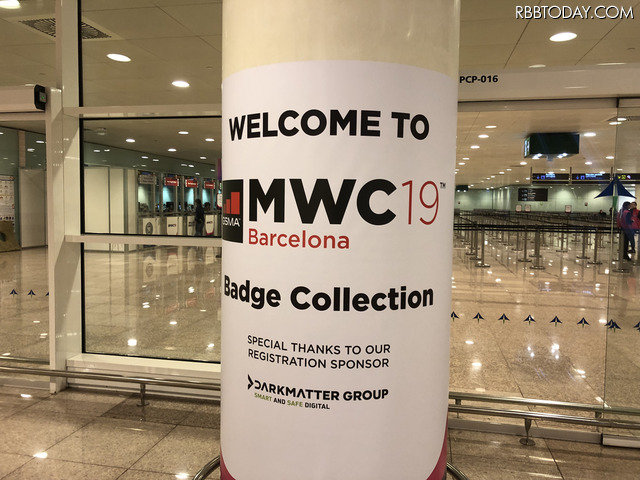 RBBTODAY.COM
PCP-016
WELCOME TO
GSMA MWC19™
Barcelona
Badge Collection
SPECIAL THANKS TO OUR
REGISTRATION SPONSOR
DARKMATTER GROUP
SMART AND SAFE DIGITAL